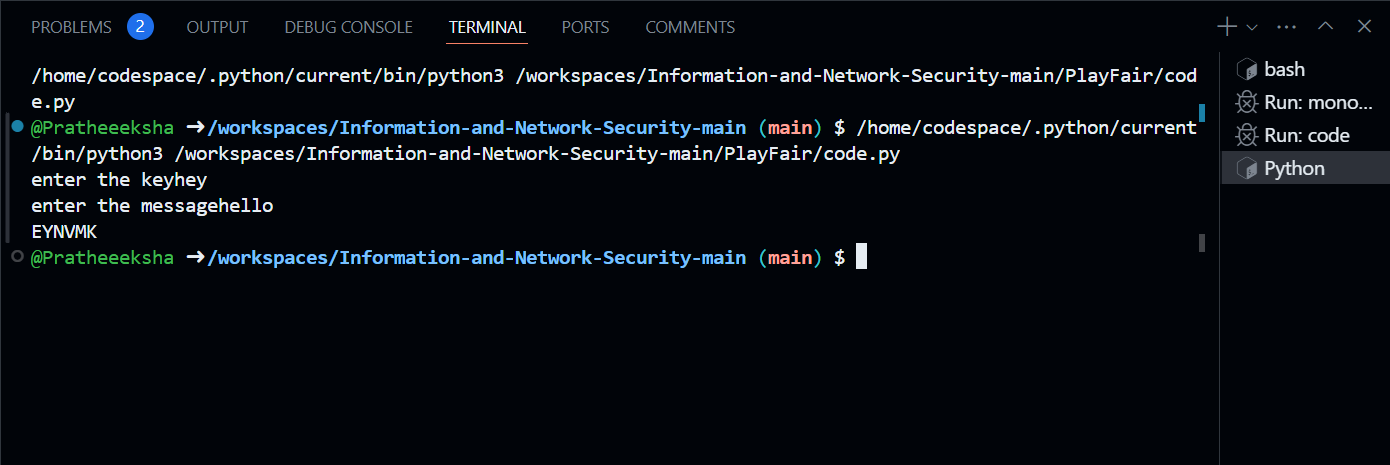 PROBLEMS 2 OUTPUT DEBUG CONSOLE TERMINAL PORTS COMMENTS
/home/codespace/.python/current/bin/python3 /workspaces/Information-and-Network-Security-main/PlayFair/cod
e.py
@Pratheeeksha ➜/workspaces/Information-and-Network-Security-main (main) $ /home/codespace/.python/current
/bin/python3 /workspaces/Information-and-Network-Security-main/PlayFair/code.py
enter the keyhey
enter the messagehello
EYNVMK
@Pratheeeksha ➜/workspaces/Information-and-Network-Security-main (main) $
bash
Run: mono...
Run: code
Python